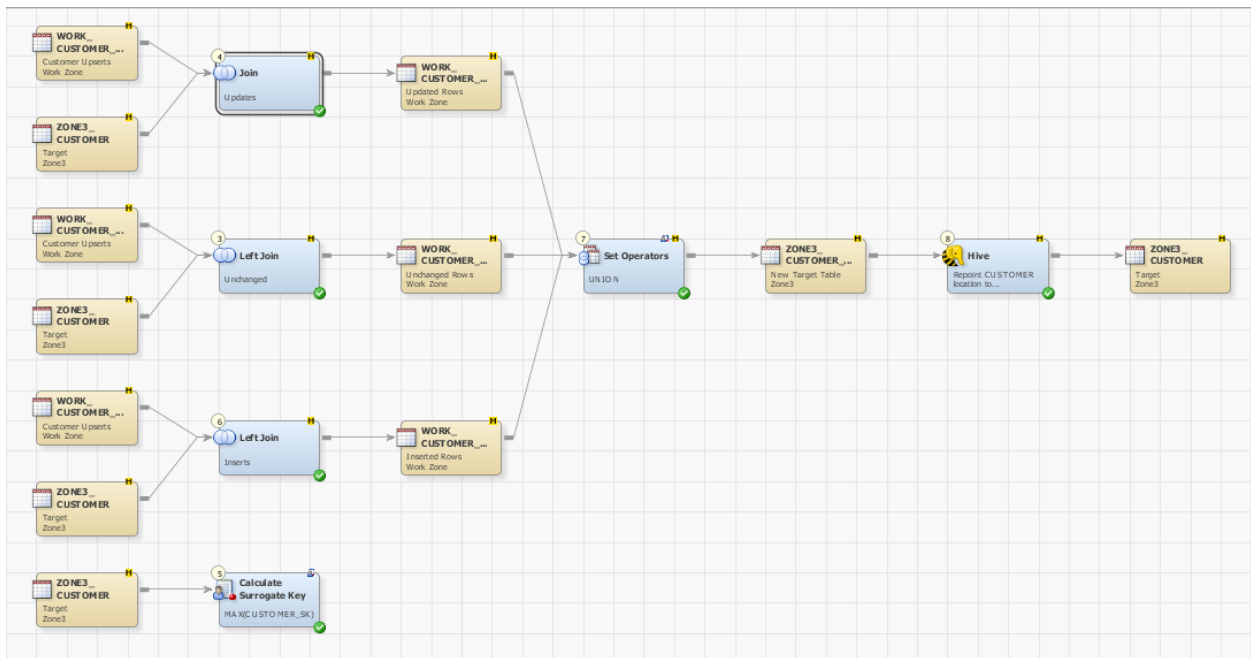 H
WORK_
CUSTOMER_...
Customer Upserts
Work Zone
4
H
Join
Updates
H
WORK_
CUSTOMER_...
Updated Rows
Work Zone
H
ZONE3_
CUSTOMER
Target
Zone3
H
WORK_
CUSTOMER_...
Customer Upserts
Work Zone
3
H
Left Join
Unchanged
H
WORK_
CUSTOMER_...
Unchanged Rows
Work Zone
7
H
Set Operators
UNION
H
ZONE3_
CUSTOMER_...
New Target Table
Zone3
8
H
Hive
Repoint CUSTOMER
location to...
H
ZONE3_
CUSTOMER
Target
Zone3
H
ZONE3_
CUSTOMER
Target
Zone3
H
WORK_
CUSTOMER_...
Customer Upserts
Work Zone
6
H
Left Join
Inserts
H
WORK_
CUSTOMER_...
Inserted Rows
Work Zone
H
ZONE3_
CUSTOMER
Target
Zone3
H
ZONE3_
CUSTOMER
Target
Zone3
5
Calculate
Surrogate Key
MAX(CUSTOMER_SK)